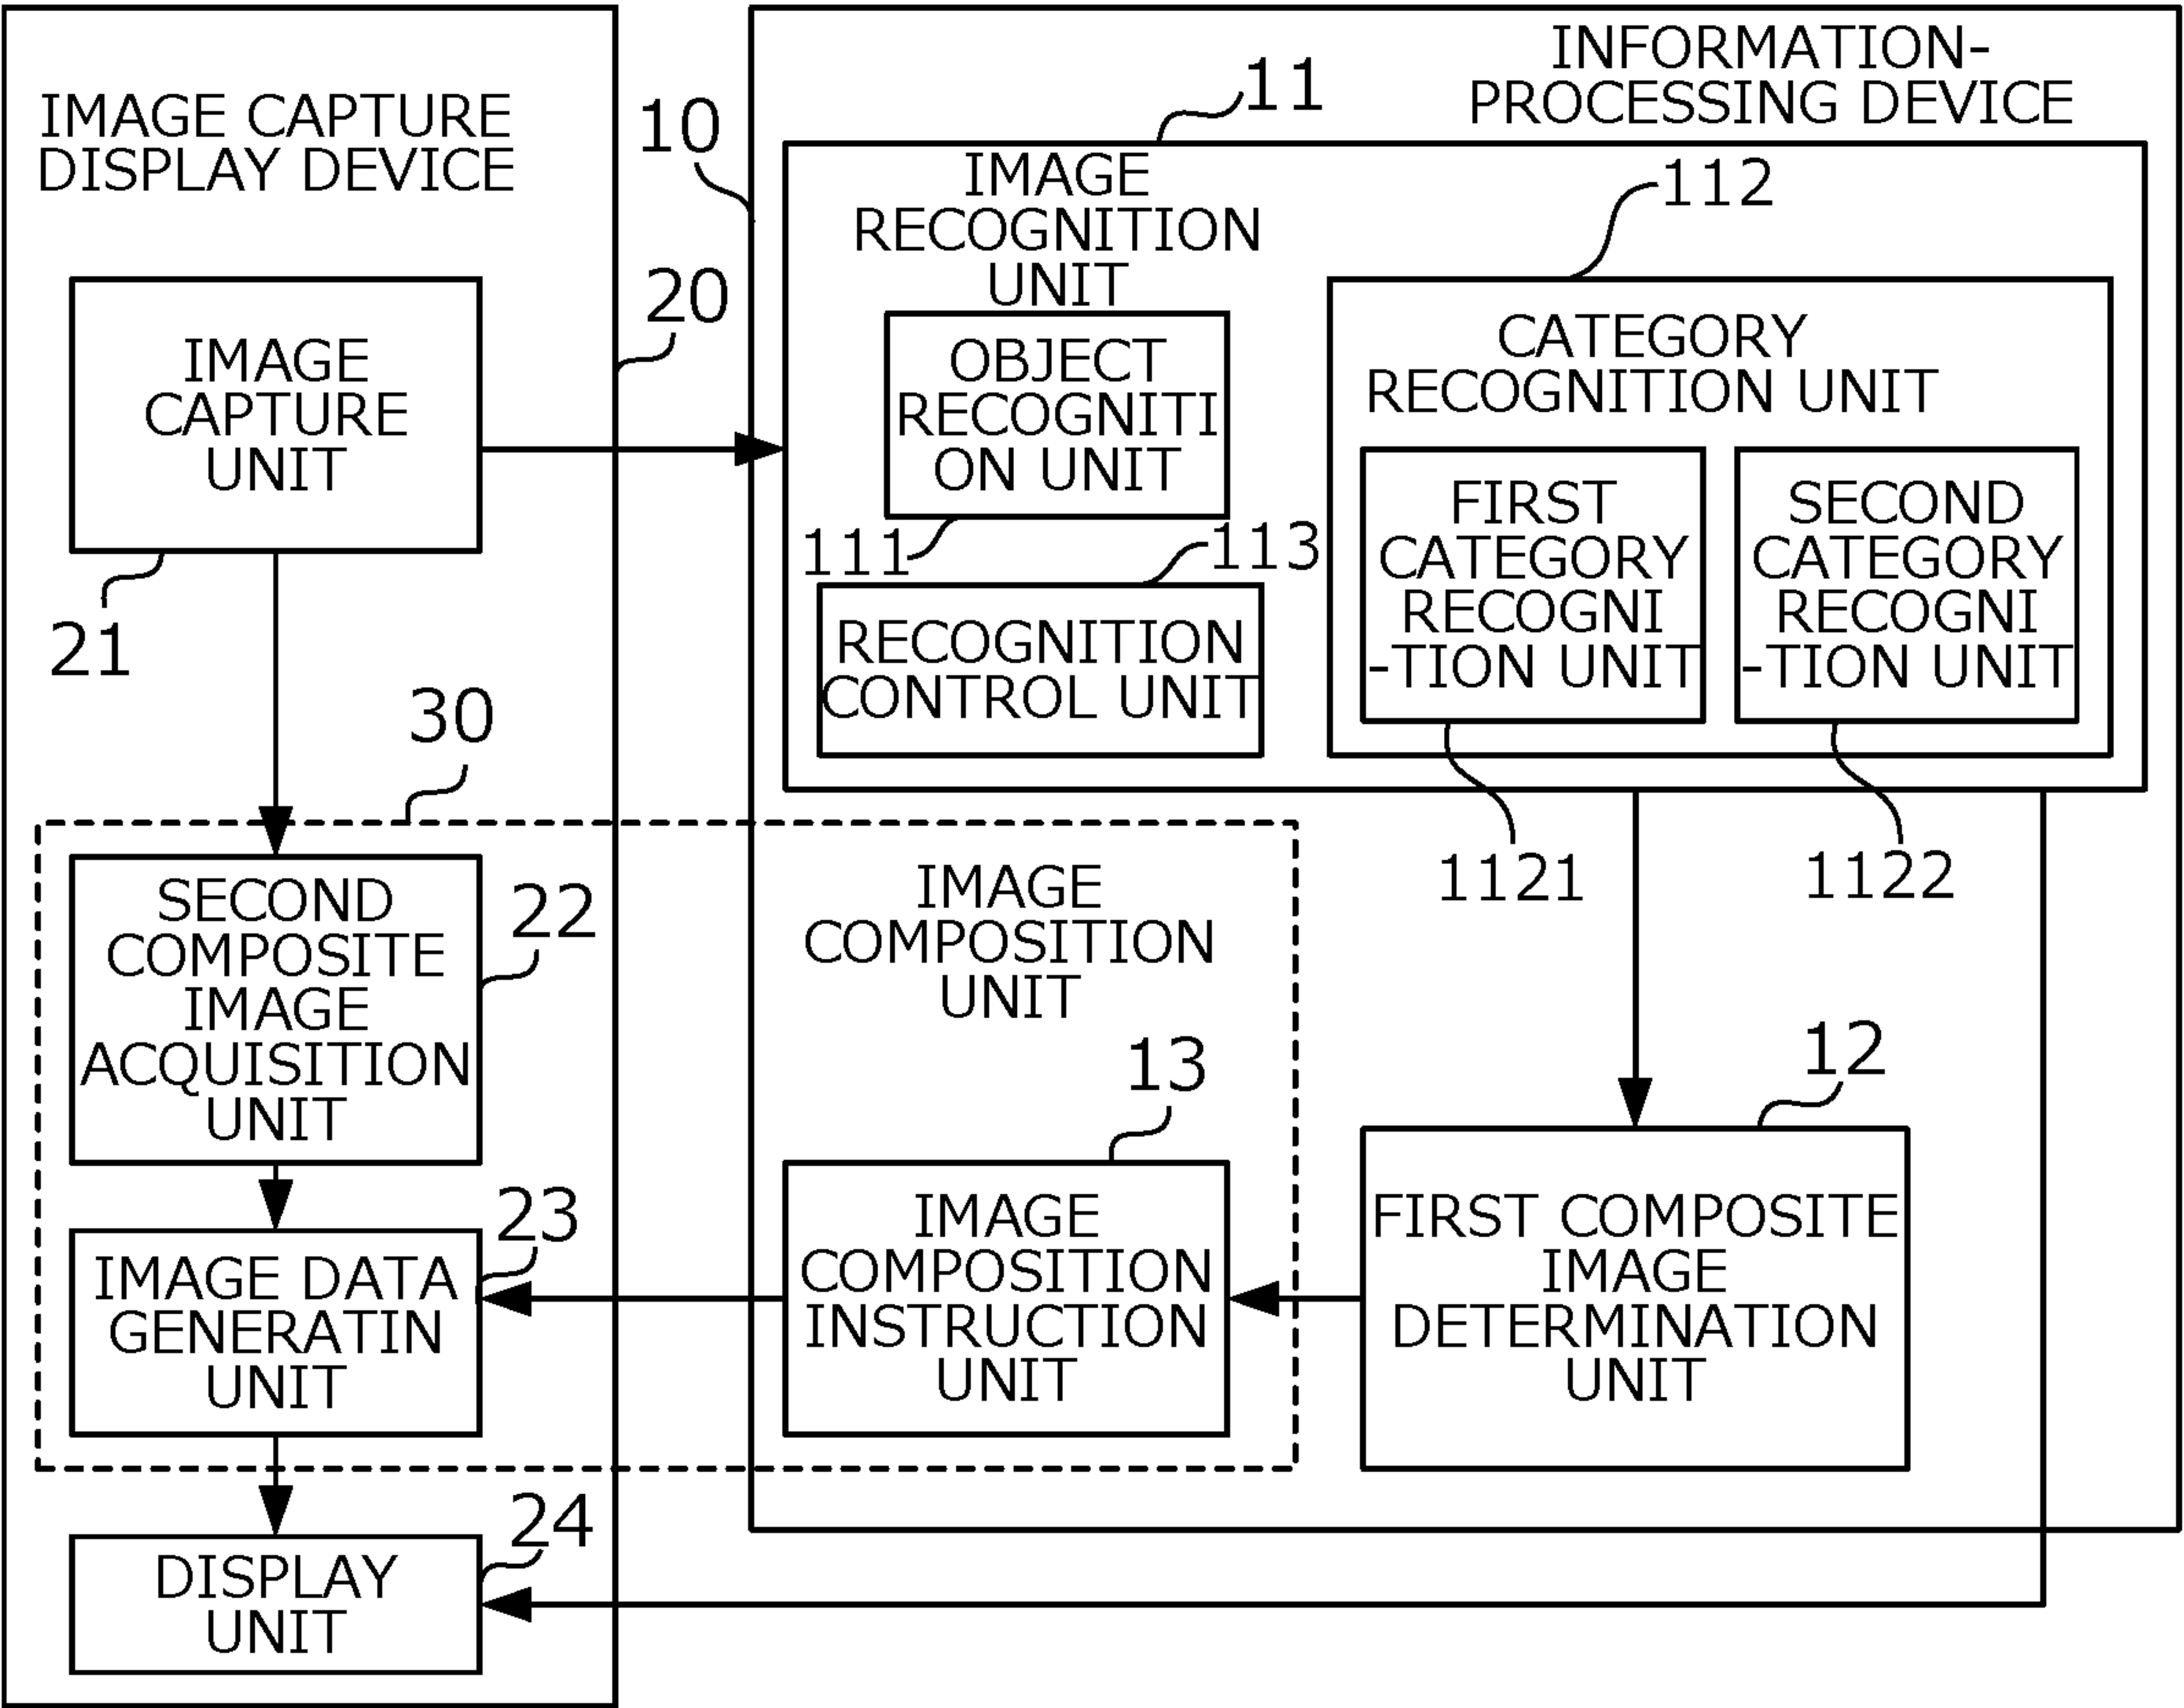 IMAGE CAPTURE
DISPLAY DEVICE
IMAGE
CAPTURE
UNIT
21
20
30
SECOND
COMPOSITE
IMAGE
ACQUISITION
UNIT
22
IMAGE DATA
GENERATIN
UNIT
23
DISPLAY
UNIT
24
10
INFORMATION-
PROCESSING DEVICE
11
IMAGE
RECOGNITION
UNIT
OBJECT
RECOGNITI
ON UNIT
111
113
RECOGNITION
CONTROL UNIT
112
CATEGORY
RECOGNITION UNIT
FIRST
CATEGORY
RECOGNI
-TION UNIT
SECOND
CATEGORY
RECOGNI
-TION UNIT
1121
1122
IMAGE
COMPOSITION
UNIT
13
IMAGE
COMPOSITION
INSTRUCTION
UNIT
12
FIRST COMPOSITE
IMAGE
DETERMINATION
UNIT